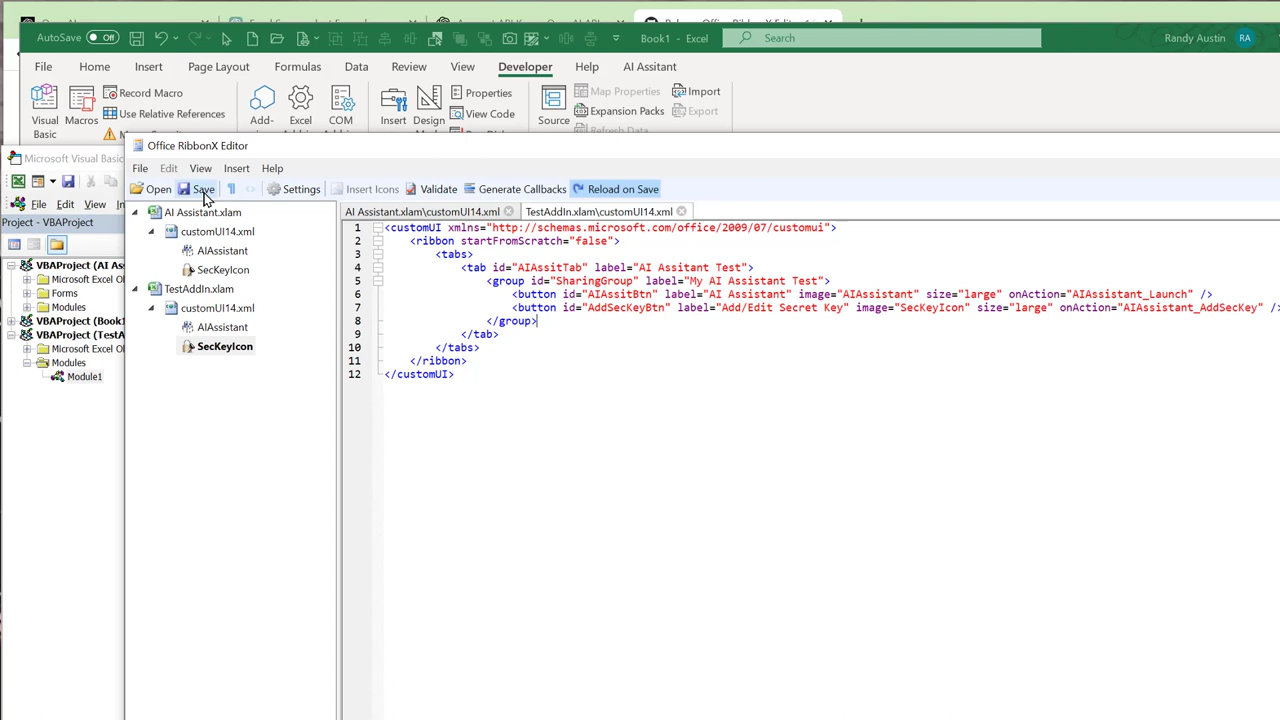 AutoSave Off Book1 - Excel Search Randy Austin RA
File Home Insert Page Layout Formulas Data Review View Developer Help AI Assitant
Record Macro
Use Relative References
Visual Basic
Macros
Add-
Excel
COM
Insert
Design
Properties
View Code
Source
Map Properties
Expansion Packs
Import
Export
Office RibbonX Editor
Microsoft Visual Basic
File Edit View Insert Help
Open Save Settings Insert Icons Validate Generate Callbacks Reload on Save
File Edit View
Project - VBAProject
VBAProject (AI As
Microsoft Excel O
Forms
Modules
VBAProject (Book1
VBAProject (TestA
Microsoft Excel O
Modules
Module1
AI Assistant.xlam
customUI14.xml
AIAssistant
SecKeyIcon
TestAddIn.xlam
customUI14.xml
AIAssistant
SecKeyIcon
AI Assistant.xlam\customUI14.xml TestAddIn.xlam\customUI14.xml
1 <customUI xmlns="http://schemas.microsoft.com/office/2009/07/customui">
2 <ribbon startFromScratch="false">
3 <tabs>
4 <tab id="AIAssitTab" label="AI Assitant Test">
5 <group id="SharingGroup" label="My AI Assistant Test">
6 <button id="AIAssitBtn" label="AI Assistant" image="AIAssistant" size="large" onAction="AIAssistant_Launch" />
7 <button id="AddSecKeyBtn" label="Add/Edit Secret Key" image="SecKeyIcon" size="large" onAction="AIAssistant_AddSecKey" />
8 </group>
9 </tab>
10 </tabs>
11 </ribbon>
12 </customUI>